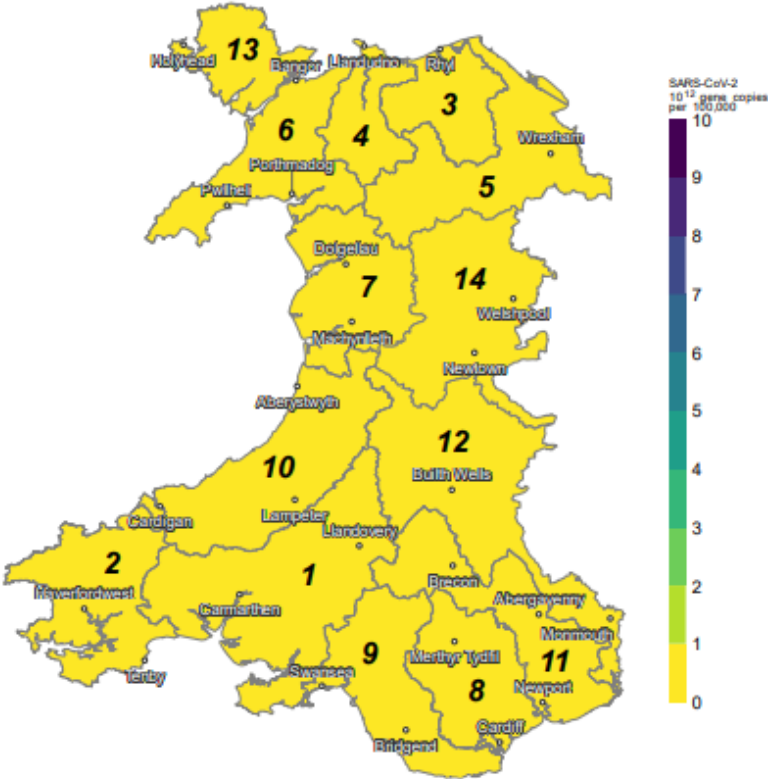 13
Holyhead
Bangor
Llandudno
Rhyl
3
6
4
Wrexham
Porthmadog
Pwllheli
5
Dolgellau
7
14
Welshpool
Machynlleth
Newtown
Aberystwyth
12
10
Builth Wells
Lampeter
Cardigan
Llandovery
2
1
Haverfordwest
Brecon
Carmarthen
Abergavenny
Monmouth
9
Merthyr Tydfil
11
Tenby
Swansea
8
Newport
Cardiff
Bridgend
SARS-CoV-2
10¹² gene copies
per 100,000
10
9
8
7
6
5
4
3
2
1
0